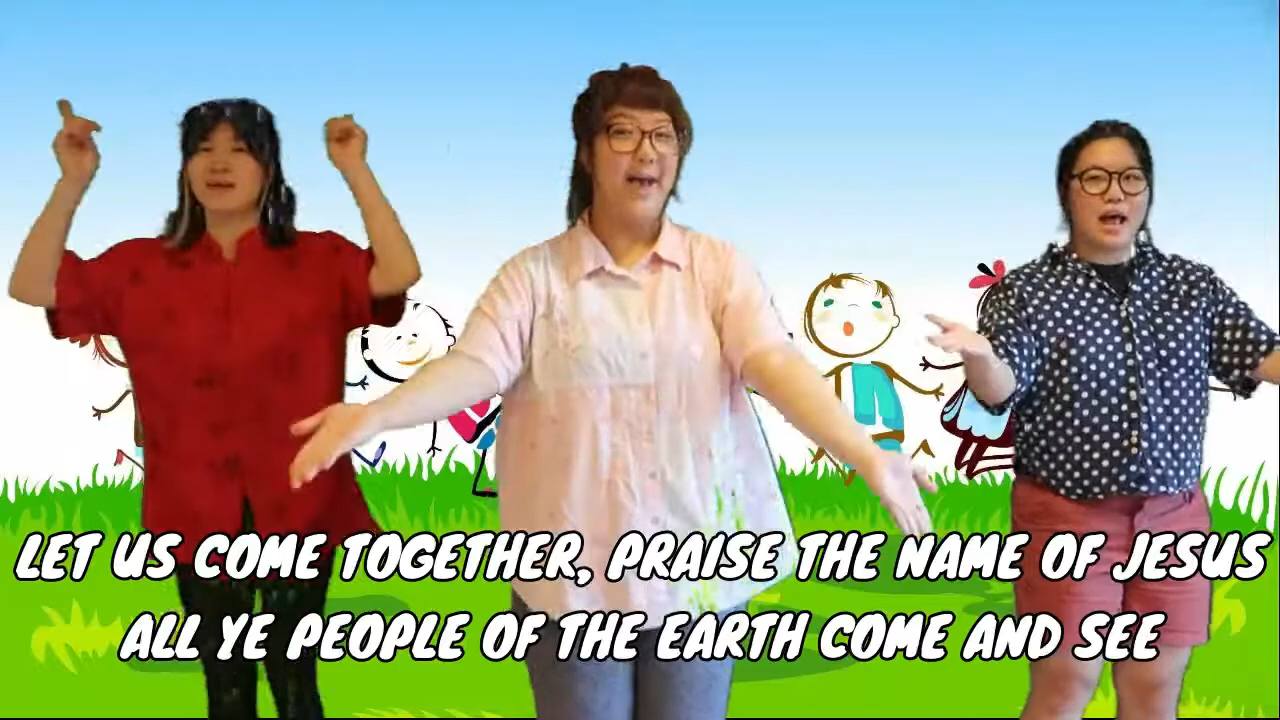 LET US COME TOGETHER, PRAISE THE NAME OF JESUS
ALL YE PEOPLE OF THE EARTH COME AND SEE